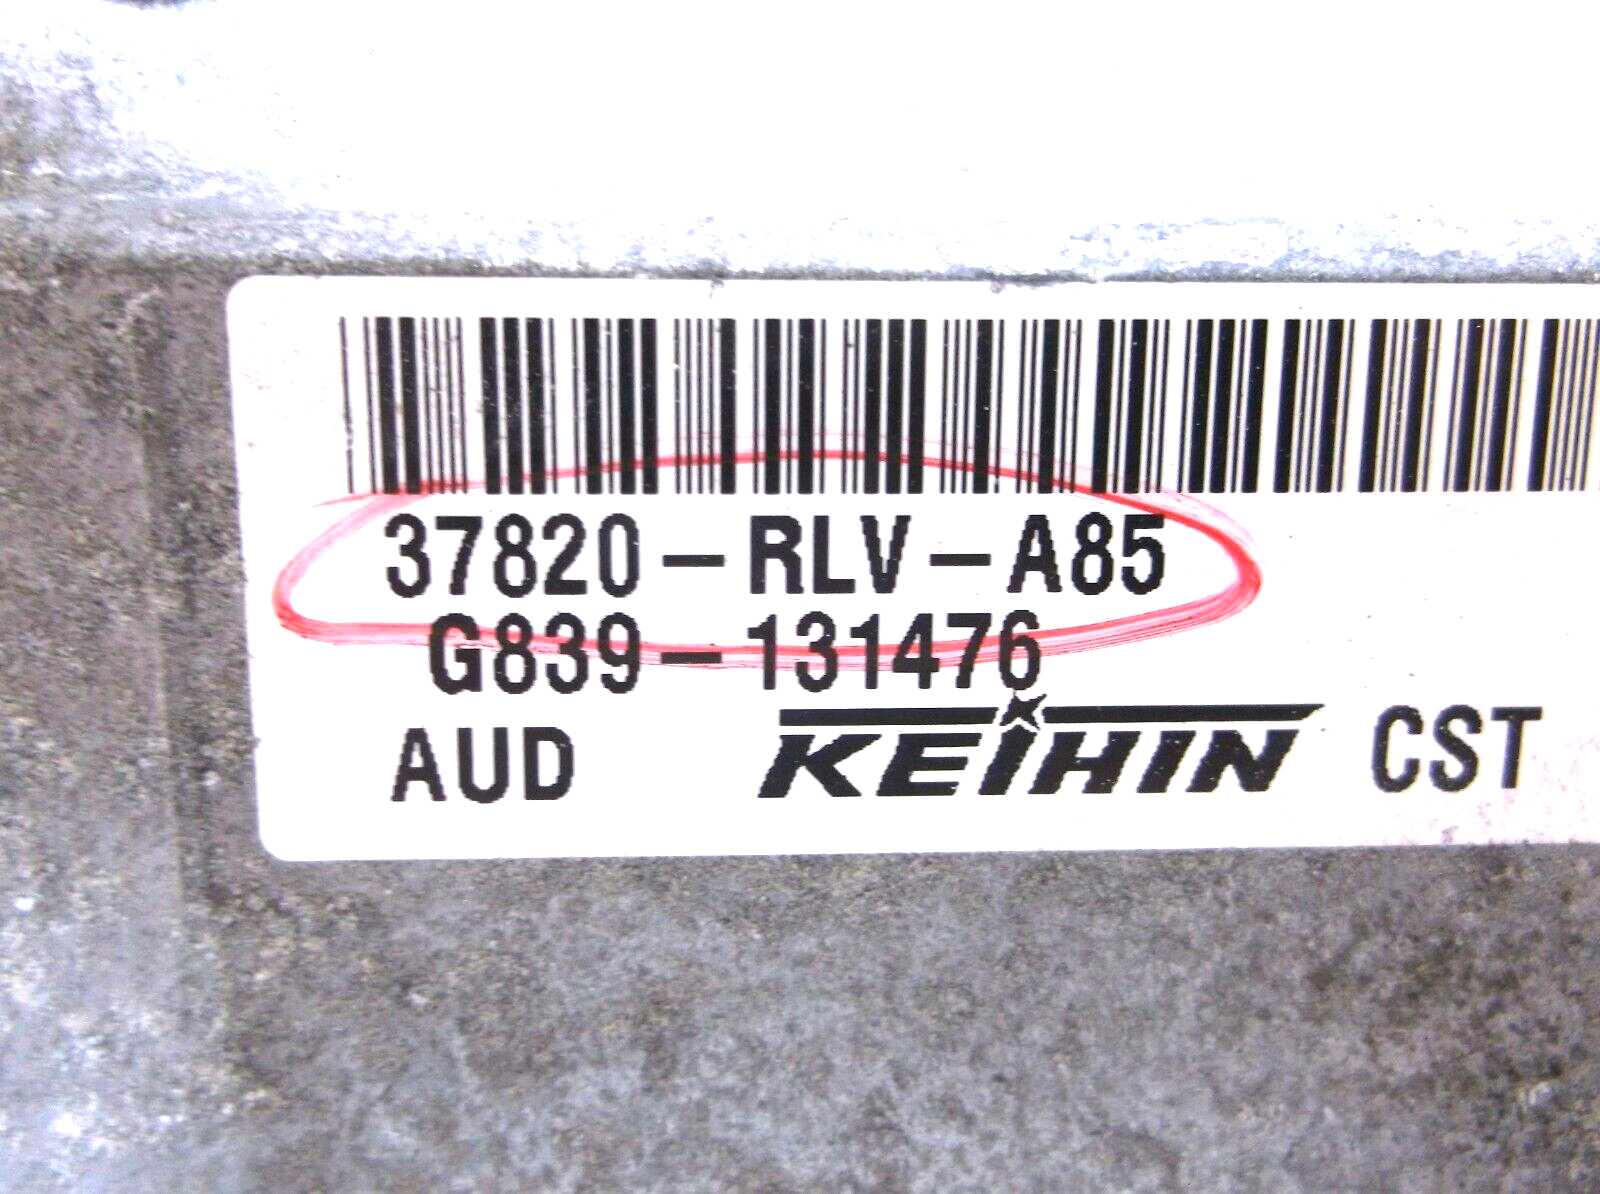 37820-RLV-A85
G839-131476
AUD KEIHIN CST